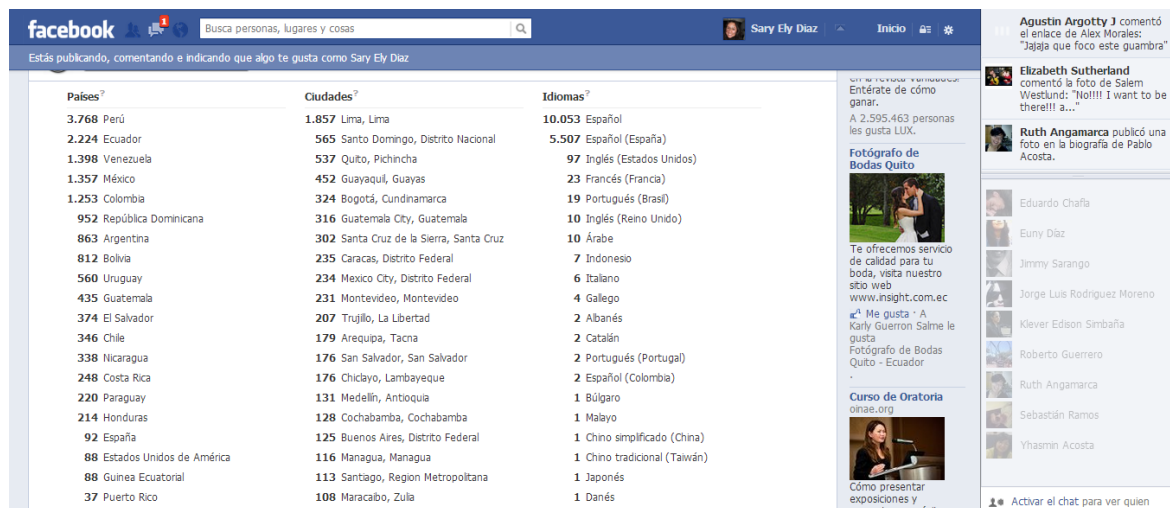 facebook
1
Busca personas, lugares y cosas
Sary Ely Diaz
Inicio
Estás publicando, comentando e indicando que algo te gusta como Sary Ely Diaz
Países?
3.768 Perú
2.224 Ecuador
1.398 Venezuela
1.357 México
1.253 Colombia
952 República Dominicana
863 Argentina
812 Bolivia
560 Uruguay
435 Guatemala
374 El Salvador
346 Chile
338 Nicaragua
248 Costa Rica
220 Paraguay
214 Honduras
92 España
88 Estados Unidos de América
88 Guinea Ecuatorial
37 Puerto Rico
Ciudades?
1.857 Lima, Lima
565 Santo Domingo, Distrito Nacional
537 Quito, Pichincha
452 Guayaquil, Guayas
324 Bogotá, Cundinamarca
316 Guatemala City, Guatemala
302 Santa Cruz de la Sierra, Santa Cruz
235 Caracas, Distrito Federal
234 Mexico City, Distrito Federal
231 Montevideo, Montevideo
207 Trujillo, La Libertad
179 Arequipa, Tacna
176 San Salvador, San Salvador
176 Chiclayo, Lambayeque
131 Medellín, Antioquia
128 Cochabamba, Cochabamba
125 Buenos Aires, Distrito Federal
116 Managua, Managua
113 Santiago, Region Metropolitana
108 Maracaibo, Zulia
Idiomas?
10.053 Español
5.507 Español (España)
97 Inglés (Estados Unidos)
23 Francés (Francia)
19 Portugués (Brasil)
10 Inglés (Reino Unido)
10 Árabe
7 Indonesio
6 Italiano
4 Gallego
2 Albanés
2 Catalán
2 Portugués (Portugal)
2 Español (Colombia)
1 Búlgaro
1 Malayo
1 Chino simplificado (China)
1 Chino tradicional (Taiwán)
1 Japonés
1 Danés
en la revista Vanidades!
Entérate de cómo
ganar.
A 2.595.463 personas
les gusta LUX.
Fotógrafo de
Bodas Quito
Te ofrecemos servicio
de calidad para tu
boda, visita nuestro
sitio web
www.insight.com.ec
Me gusta · A
Karly Guerron Salme le
gusta
Fotógrafo de Bodas
Quito - Ecuador
.
Curso de Oratoria
oinae.org
Cómo presentar
exposiciones y
Agustin Argotty J comentó
el enlace de Alex Morales:
"Jajaja que foco este guambra"
Elizabeth Sutherland
comentó la foto de Salem
Westlund: "No!!!! I want to be
there!!! a..."
Ruth Angamarca publicó una
foto en la biografía de Pablo
Acosta.
Eduardo Chafla
Euny Díaz
Jimmy Sarango
Jorge Luis Rodriguez Moreno
Klever Edison Simbaña
Roberto Guerrero
Ruth Angamarca
Sebastián Ramos
Yhasmin Acosta
Activar el chat para ver quien